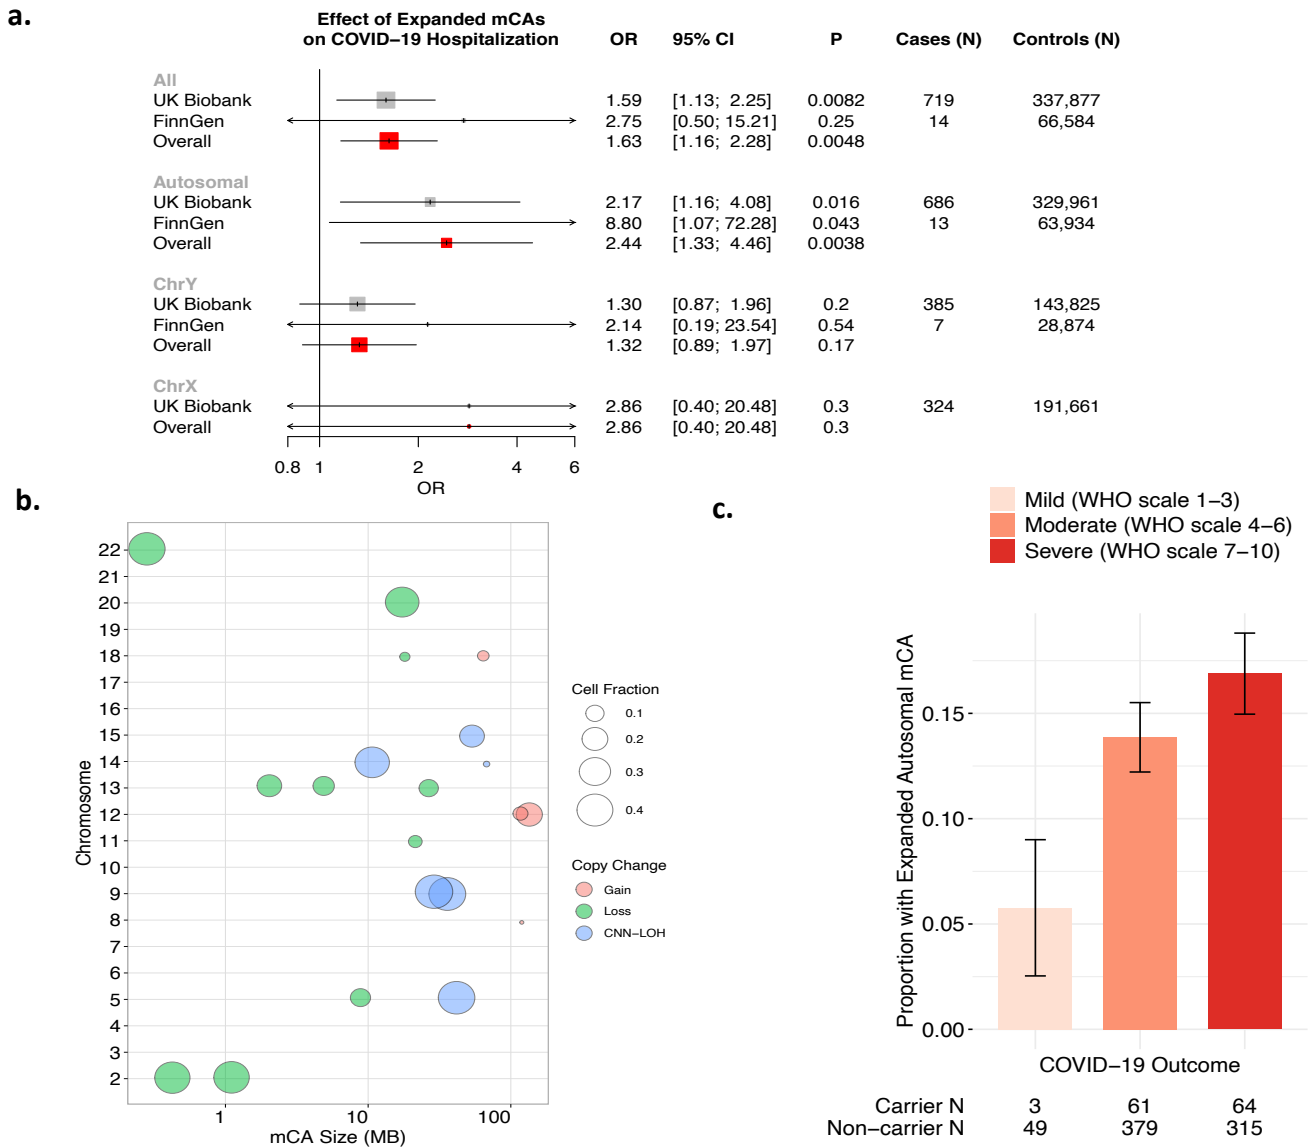 a.
Effect of Expanded mCAs
on COVID−19 Hospitalization OR 95% CI P Cases (N) Controls (N)
All
UK Biobank 1.59 [1.13; 2.25] 0.0082 719 337,877
FinnGen 2.75 [0.50; 15.21] 0.25 14 66,584
Overall 1.63 [1.16; 2.28] 0.0048
Autosomal
UK Biobank 2.17 [1.16; 4.08] 0.016 686 329,961
FinnGen 8.80 [1.07; 72.28] 0.043 13 63,934
Overall 2.44 [1.33; 4.46] 0.0038
ChrY
UK Biobank 1.30 [0.87; 1.96] 0.2 385 143,825
FinnGen 2.14 [0.19; 23.54] 0.54 7 28,874
Overall 1.32 [0.89; 1.97] 0.17
ChrX
UK Biobank 2.86 [0.40; 20.48] 0.3 324 191,661
Overall 2.86 [0.40; 20.48] 0.3
0.8 1 2 4 6
OR
b.
Chromosome
22
21
20
19
18
17
16
15
14
13
12
11
10
9
8
7
6
5
4
3
2
1 10 100
mCA Size (MB)
Cell Fraction
0.1
0.2
0.3
0.4
Copy Change
Gain
Loss
CNN−LOH
c.
Mild (WHO scale 1−3)
Moderate (WHO scale 4−6)
Severe (WHO scale 7−10)
Proportion with Expanded Autosomal mCA
0.15
0.10
0.05
0.00
COVID−19 Outcome
Carrier N 3 61 64
Non−carrier N 49 379 315